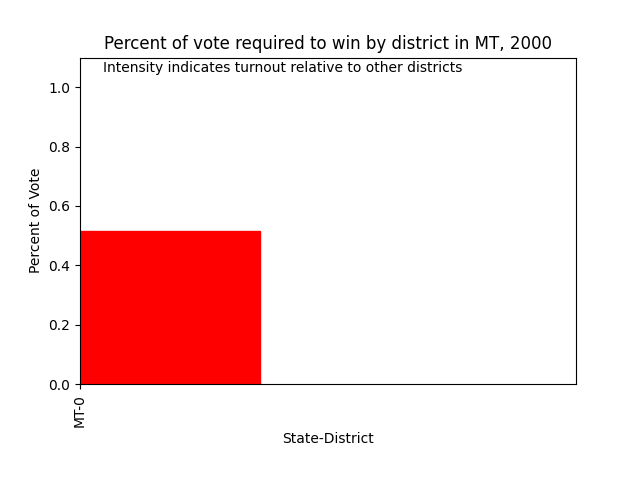 Percent of vote required to win by district in MT, 2000
Intensity indicates turnout relative to other districts
1.0
0.8
0.6
0.4
0.2
0.0
Percent of Vote
MT-0
State-District